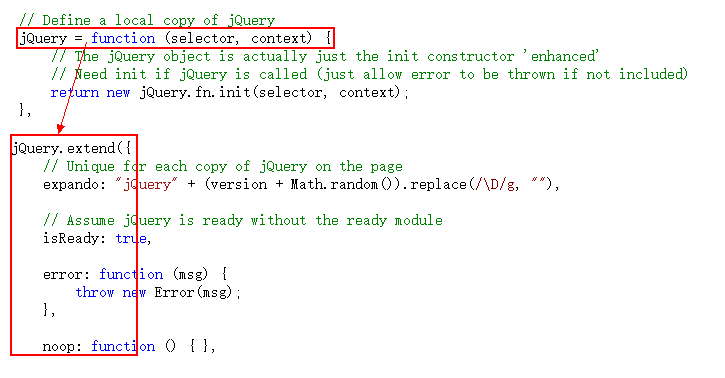 // Define a local copy of jQuery
jQuery = function (selector, context) {
// The jQuery object is actually just the init constructor 'enhanced'
// Need init if jQuery is called (just allow error to be thrown if not included)
return new jQuery.fn.init(selector, context);
},
jQuery.extend({
// Unique for each copy of jQuery on the page
expando: "jQuery" + (version + Math.random()).replace(/\D/g, ""),
// Assume jQuery is ready without the ready module
isReady: true,
error: function (msg) {
throw new Error(msg);
},
noop: function () { },